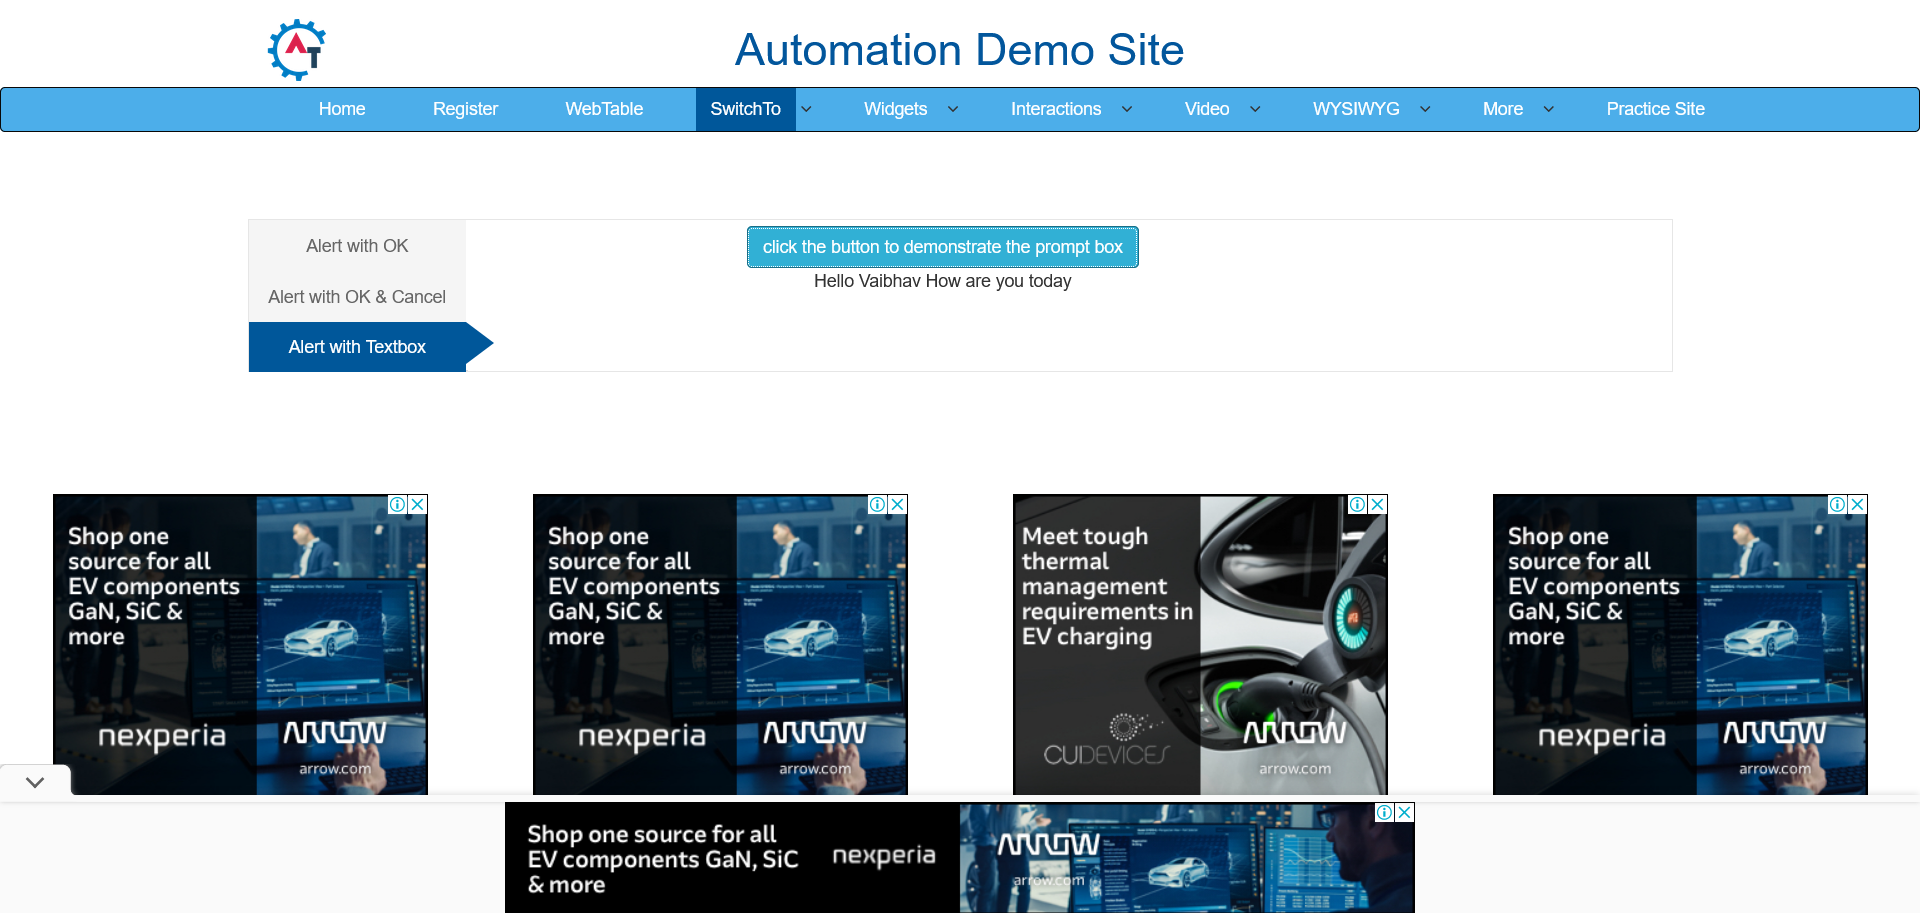 AT
Automation Demo Site
Home Register WebTable SwitchTo Widgets Interactions Video WYSIWYG More Practice Site
Alert with OK
Alert with OK & Cancel
Alert with Textbox
click the button to demonstrate the prompt box
Hello Vaibhav How are you today
Shop one
source for all
EV components
GaN, SiC &
more
nexperia
ARROW
arrow.com
Shop one
source for all
EV components
GaN, SiC &
more
nexperia
ARROW
arrow.com
Meet tough
thermal
management
requirements in
EV charging
CUIDEVICES
ARROW
arrow.com
Shop one
source for all
EV components
GaN, SiC &
more
nexperia
ARROW
arrow.com
Shop one source for all
EV components GaN, SiC
& more
nexperia
ARROW
arrow.com